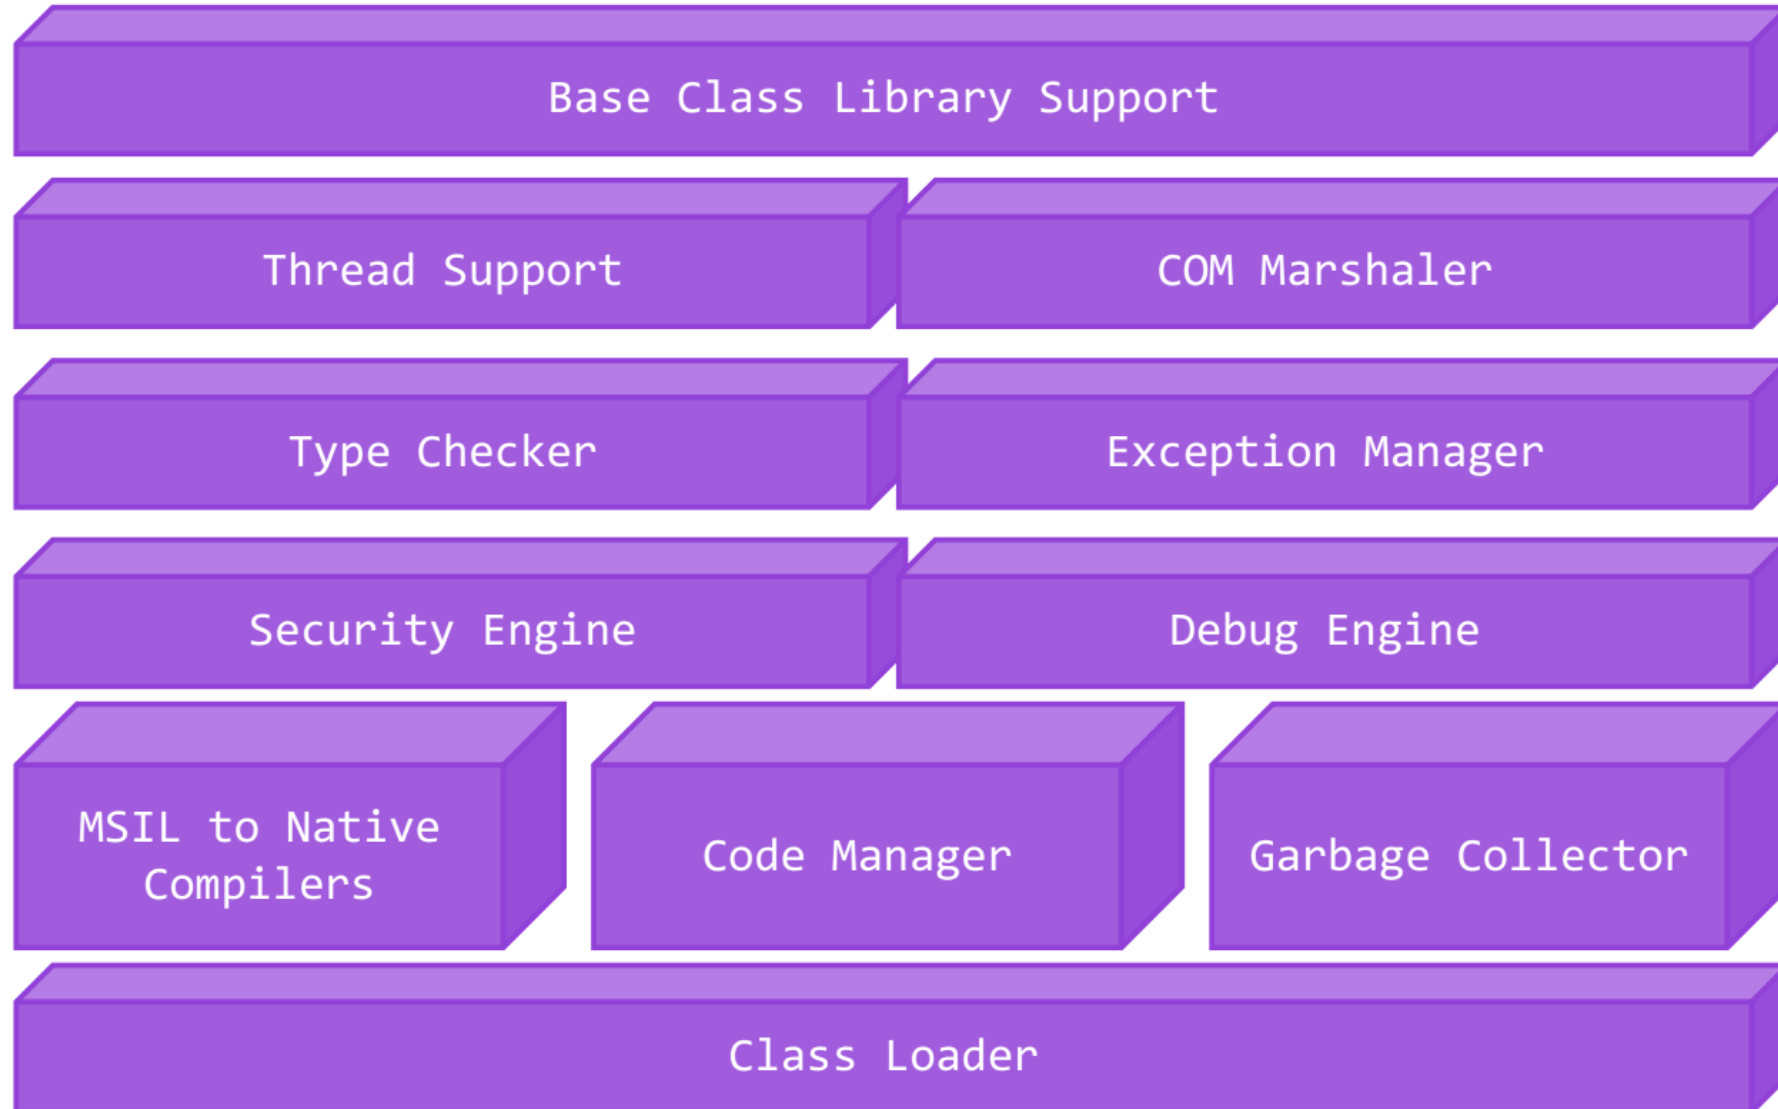 Base Class Library Support
Thread Support
COM Marshaler
Type Checker
Exception Manager
Security Engine
Debug Engine
MSIL to Native
Compilers
Code Manager
Garbage Collector
Class Loader